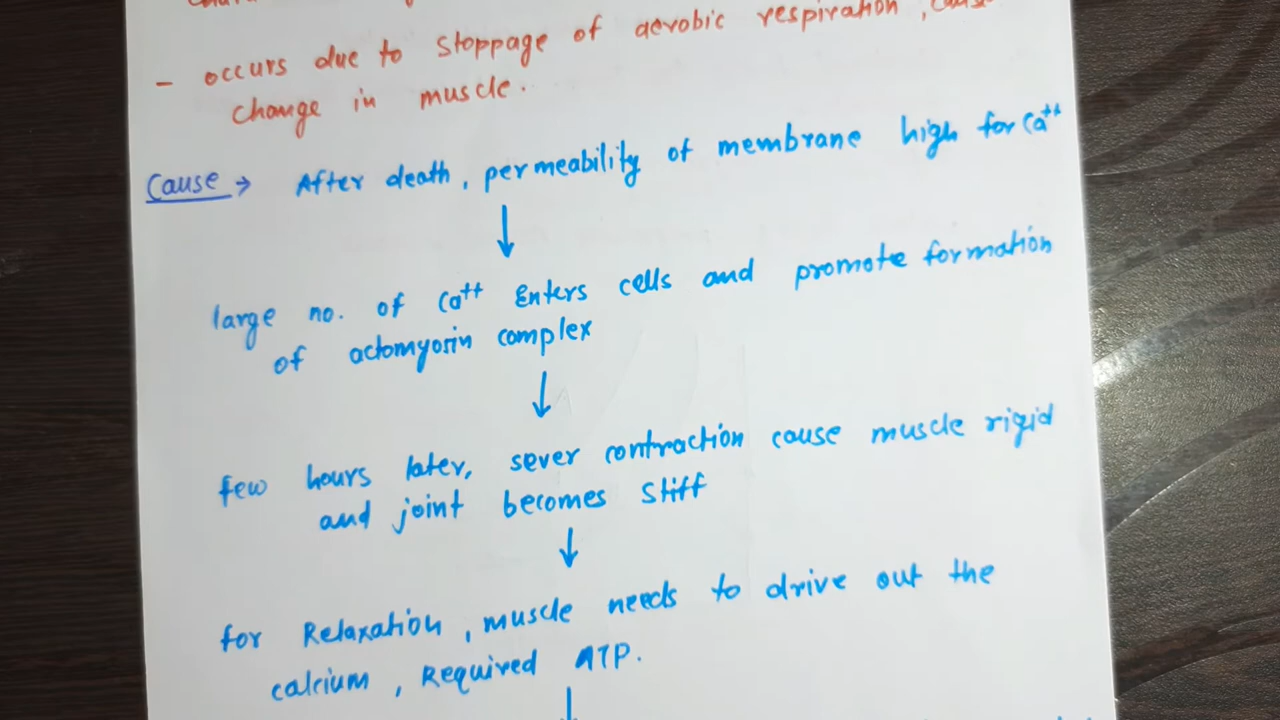 - occurs due to stoppage of aerobic respiration, cause
change in muscle.
Cause → After death, permeability of membrane high for Ca⁺⁺
↓
large no. of Ca⁺⁺ Enters cells and promote formation
of actomyosin complex
↓
few hours later, sever contraction cause muscle rigid
and joint becomes stiff
↓
for Relaxation, muscle needs to drive out the
calcium, Required ATP.
↓